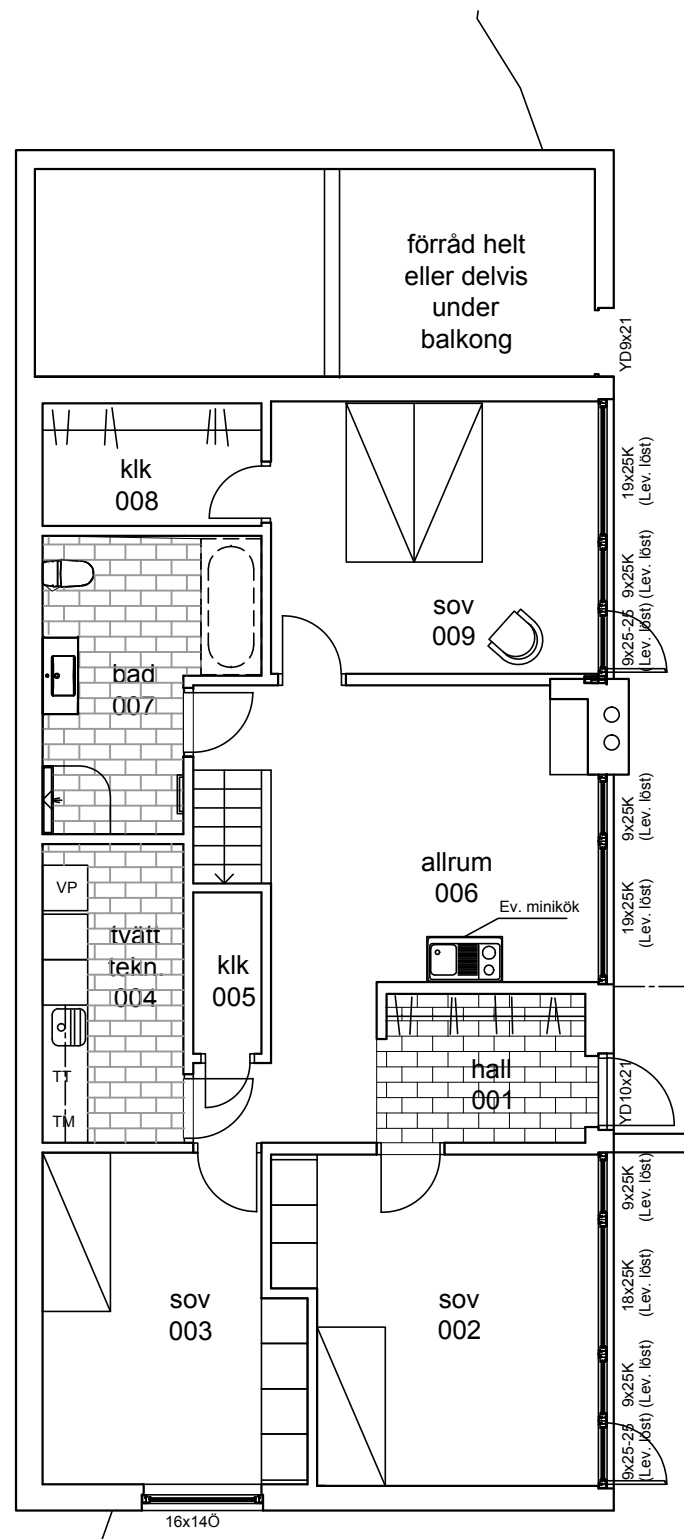 förråd helt
eller delvis
under
balkong
YD9x21
klk
008
19x25K
(Lev. löst)
sov
009
9x25K
(Lev. löst)
9x25-25
(Lev. löst)
bad
007
allrum
006
9x25K
(Lev. löst)
19x25K
(Lev. löst)
Ev. minikök
VP
tvätt
tekn.
004
klk
005
TT
TM
hall
001
YD10x21
sov
003
sov
002
9x25K
(Lev. löst)
18x25K
(Lev. löst)
9x25K
(Lev. löst)
9x25-25
(Lev. löst)
16x14Ö